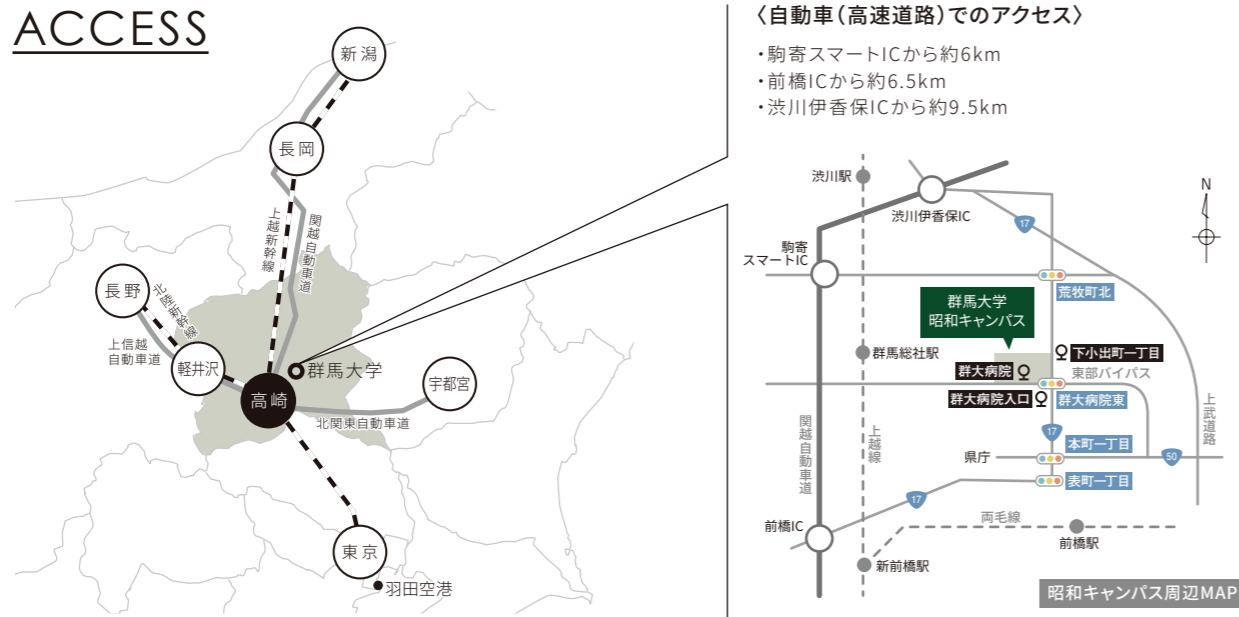 ACCESS
新潟
長岡
上越新幹線
関越自動車道
長野
北陸新幹線
上信越
自動車道
軽井沢
群馬大学
高崎
宇都宮
北関東自動車道
東京
羽田空港
〈自動車(高速道路)でのアクセス〉
・駒寄スマートICから約6km
・前橋ICから約6.5km
・渋川伊香保ICから約9.5km
N
渋川駅
渋川伊香保IC
17
駒寄
スマートIC
荒牧町北
群馬大学
昭和キャンパス
群馬総社駅
下小出町一丁目
東部バイパス
群大病院
群大病院入口
群大病院東
上武道路
関越自動車道
上越線
17
本町一丁目
県庁
50
表町一丁目
17
両毛線
前橋IC
前橋駅
新前橋駅
昭和キャンパス周辺MAP